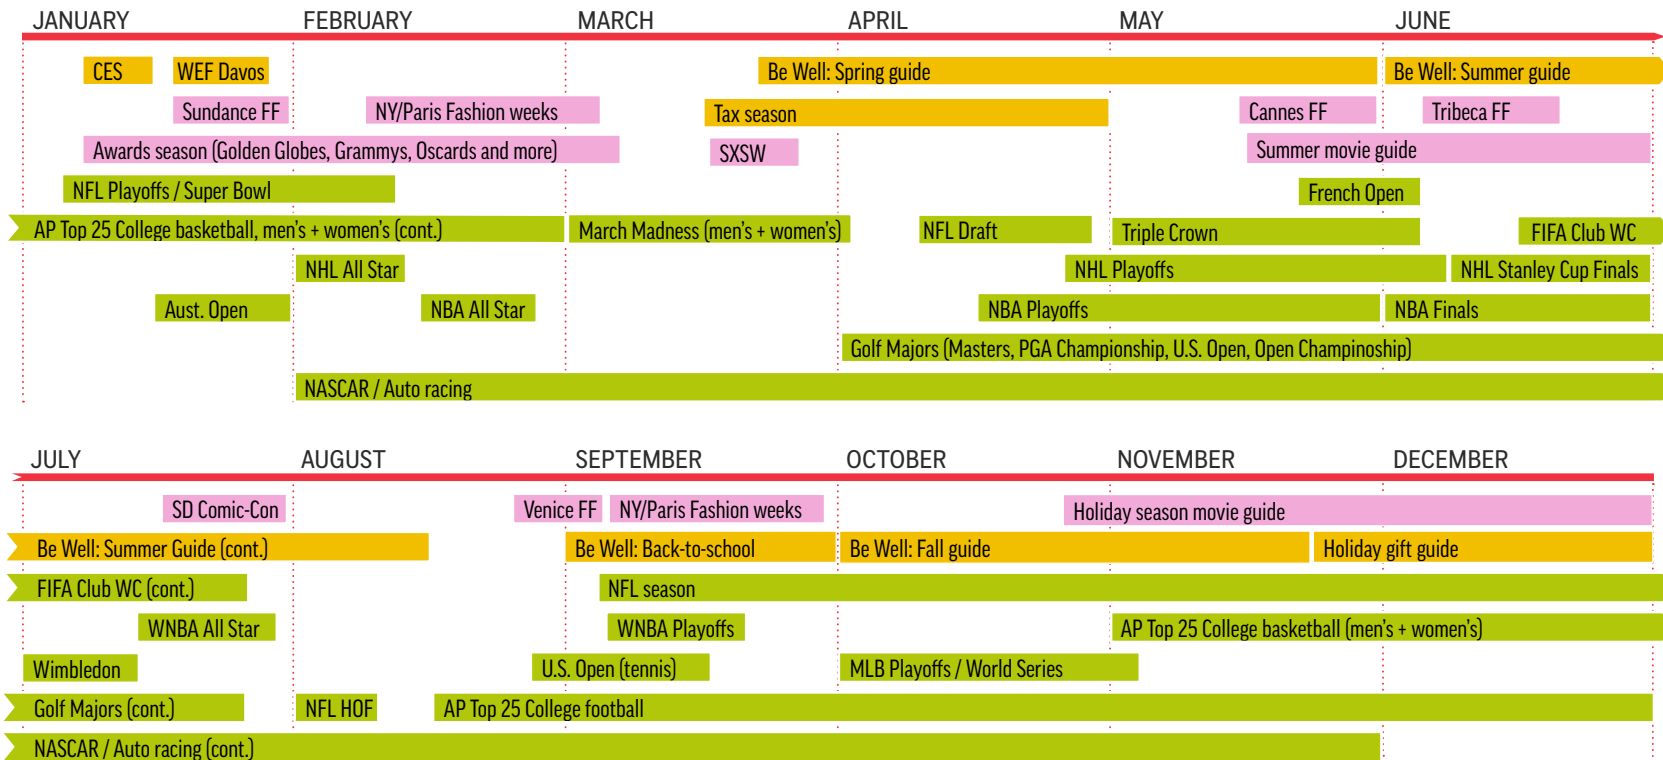 JANUARY FEBRUARY MARCH APRIL MAY JUNE
CES WEF Davos Be Well: Spring guide Be Well: Summer guide
Sundance FF NY/Paris Fashion weeks Tax season Cannes FF Tribeca FF
Awards season (Golden Globes, Grammys, Oscards and more) SXSW Summer movie guide
NFL Playoffs / Super Bowl French Open
AP Top 25 College basketball, men's + women's (cont.) March Madness (men's + women's) NFL Draft Triple Crown FIFA Club WC
NHL All Star NHL Playoffs NHL Stanley Cup Finals
Aust. Open NBA All Star NBA Playoffs NBA Finals
Golf Majors (Masters, PGA Championship, U.S. Open, Open Champinoship)
NASCAR / Auto racing
JULY AUGUST SEPTEMBER OCTOBER NOVEMBER DECEMBER
SD Comic-Con Venice FF NY/Paris Fashion weeks Holiday season movie guide
Be Well: Summer Guide (cont.) Be Well: Back-to-school Be Well: Fall guide Holiday gift guide
FIFA Club WC (cont.) NFL season
WNBA All Star WNBA Playoffs AP Top 25 College basketball (men's + women's)
Wimbledon U.S. Open (tennis) MLB Playoffs / World Series
Golf Majors (cont.) NFL HOF AP Top 25 College football
NASCAR / Auto racing (cont.)